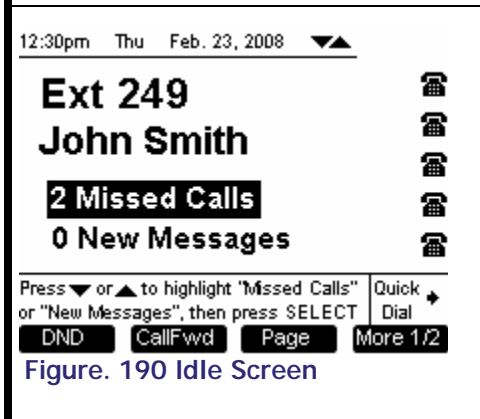 12:30pm Thu Feb. 23, 2008
Ext 249
John Smith
2 Missed Calls
0 New Messages
Press ▼ or ▲ to highlight "Missed Calls"
or "New Messages", then press SELECT
Quick
Dial
DND CallFwd Page More 1/2
Figure. 190 Idle Screen